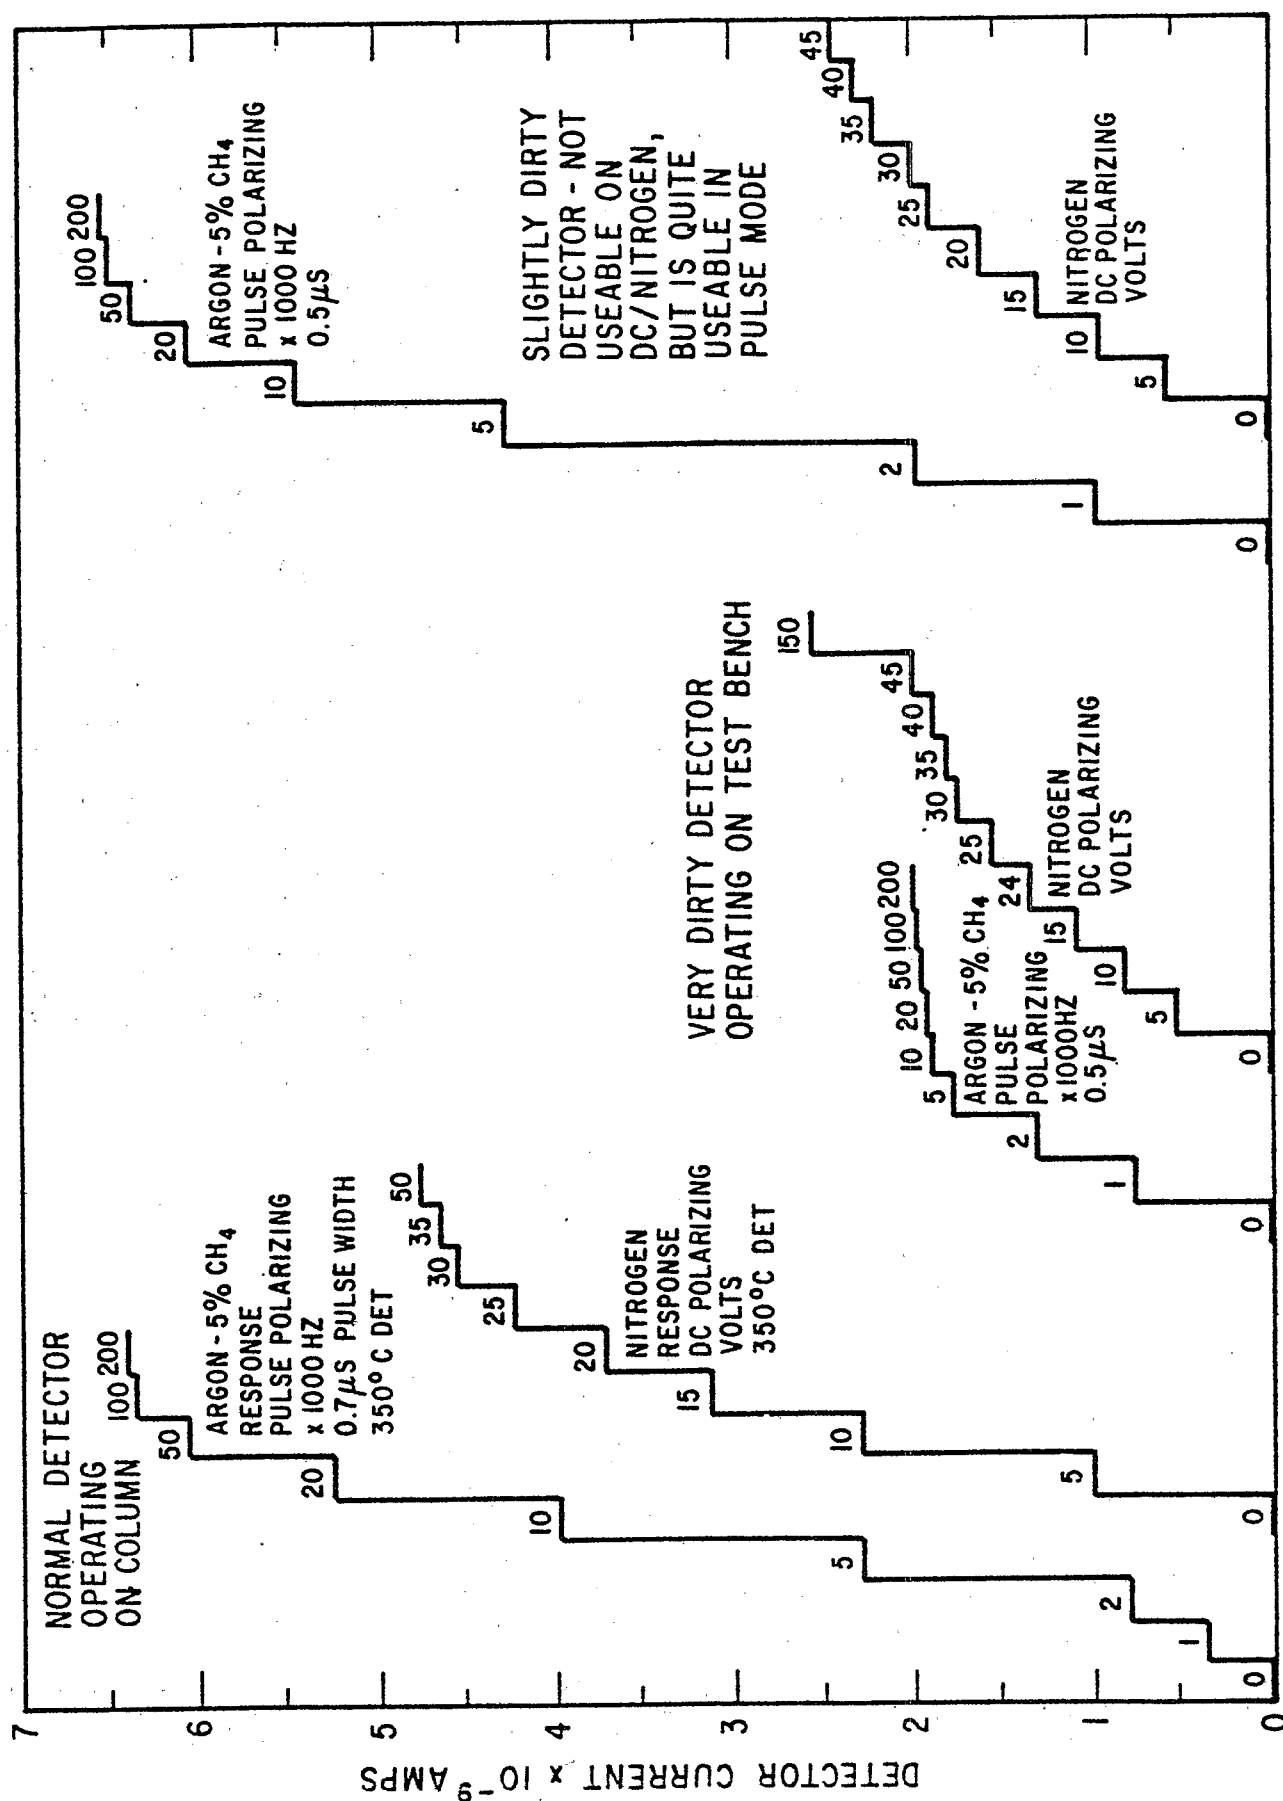 DETECTOR CURRENT x 10⁻⁹ AMPS
7
6
5
4
3
2
1
0
NORMAL DETECTOR
OPERATING
ON COLUMN
ARGON-5% CH₄
RESPONSE
PULSE POLARIZING
x 1000 HZ
0.7μS PULSE WIDTH
350°C DET
0
1
2
5
10
20
50
100
200
NITROGEN
RESPONSE
DC POLARIZING
VOLTS
350°C DET
0
5
10
15
20
25
30
35
50
VERY DIRTY DETECTOR
OPERATING ON TEST BENCH
ARGON-5% CH₄
PULSE
POLARIZING
x1000HZ
0.5μS
0
1
2
5
10
20
50
100
200
NITROGEN
DC POLARIZING
VOLTS
0
5
10
15
24
25
30
35
40
45
150
SLIGHTLY DIRTY
DETECTOR - NOT
USEABLE ON
DC/NITROGEN,
BUT IS QUITE
USEABLE IN
PULSE MODE
ARGON-5% CH₄
PULSE POLARIZING
x 1000 HZ
0.5μS
0
1
2
5
10
20
50
100
200
NITROGEN
DC POLARIZING
VOLTS
0
5
10
15
20
25
30
35
40
45